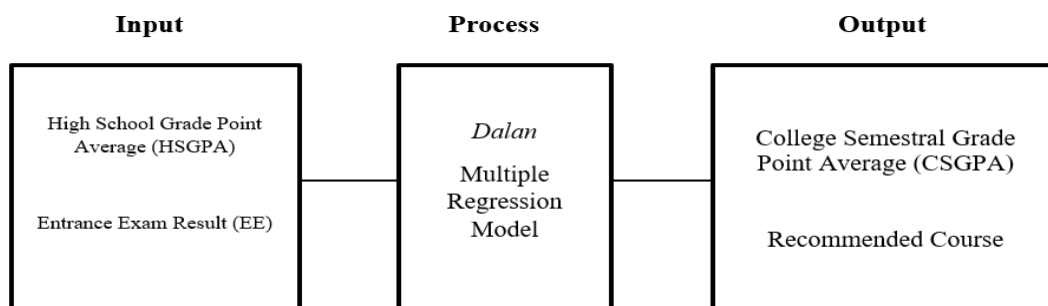 Input
Process
Output
High School Grade Point
Average (HSGPA)
Entrance Exam Result (EE)
Dalan
Multiple
Regression
Model
College Semestral Grade
Point Average (CSGPA)
Recommended Course